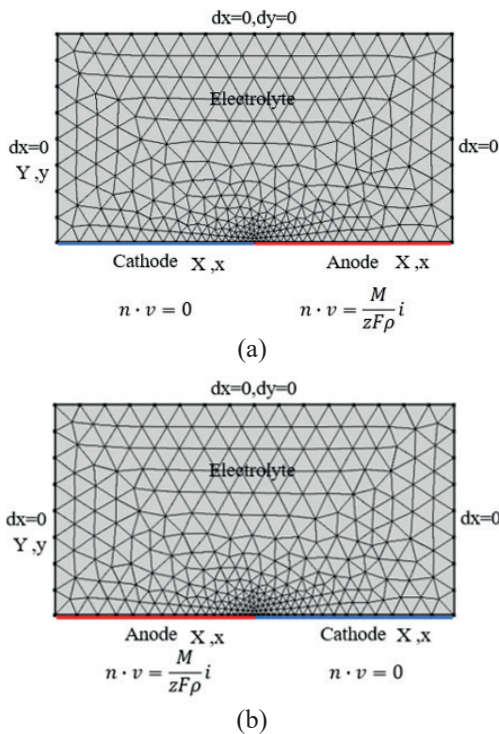 dx=0,dy=0
Electrolyte
dx=0
Y ,y
dx=0
Cathode X ,x Anode X ,x
n · v = 0 n · v = M/zFρ i
(a)
dx=0,dy=0
Electrolyte
dx=0
Y ,y
dx=0
Anode X ,x Cathode X ,x
n · v = M/zFρ i n · v = 0
(b)